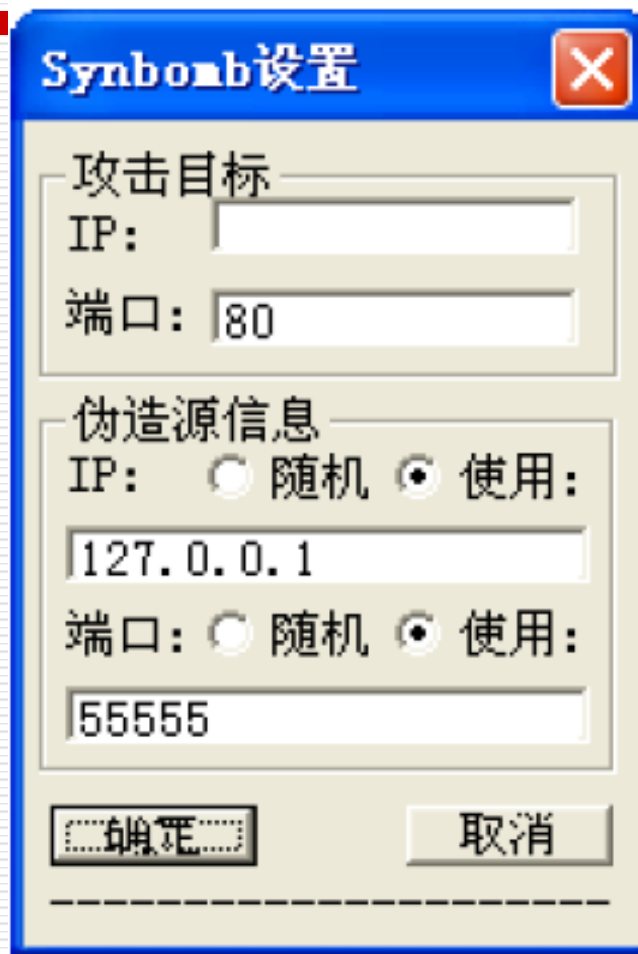 Synbomb设置
攻击目标
IP:
端口: 80
伪造源信息
IP: 随机 使用:
127.0.0.1
端口: 随机 使用:
55555
确定 取消